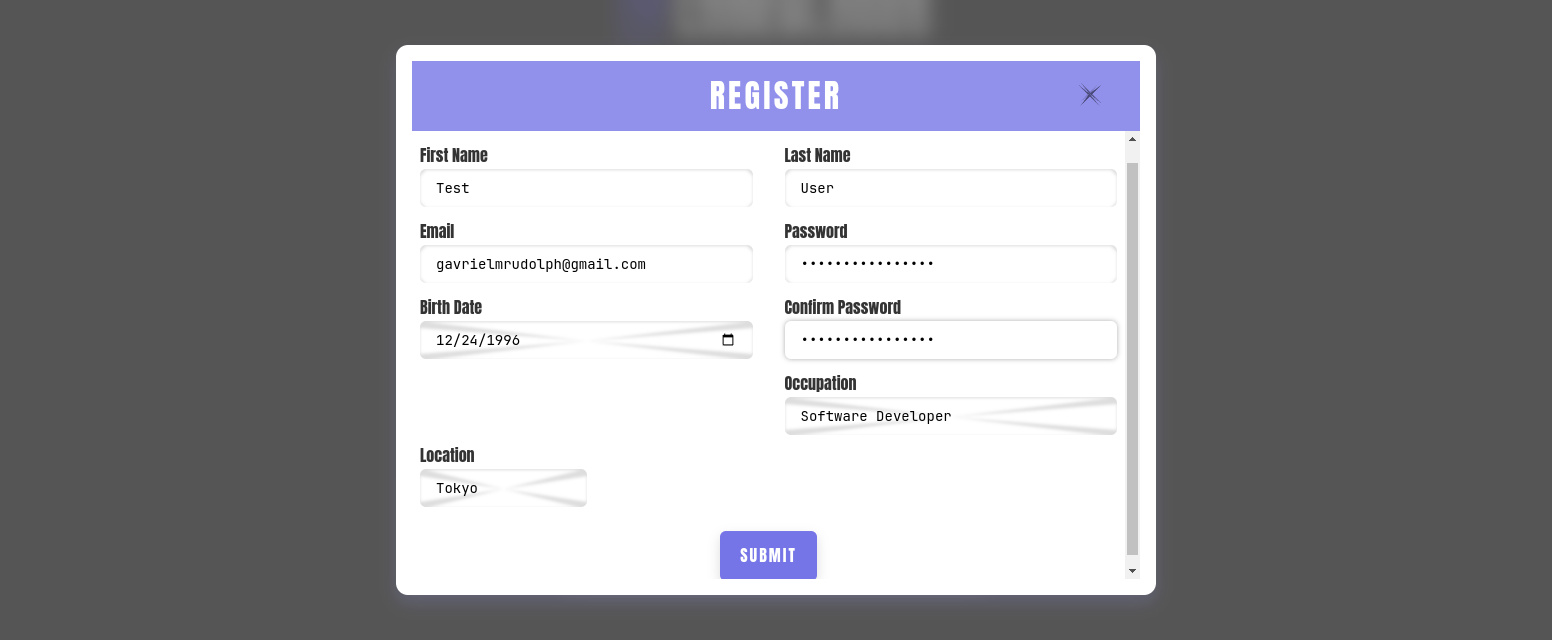 REGISTER
First Name
Last Name
Test
User
Email
Password
gavrielmrudolph@gmail.com
••••••••••••••••
Birth Date
Confirm Password
12/24/1996
••••••••••••••••
Occupation
Software Developer
Location
Tokyo
SUBMIT